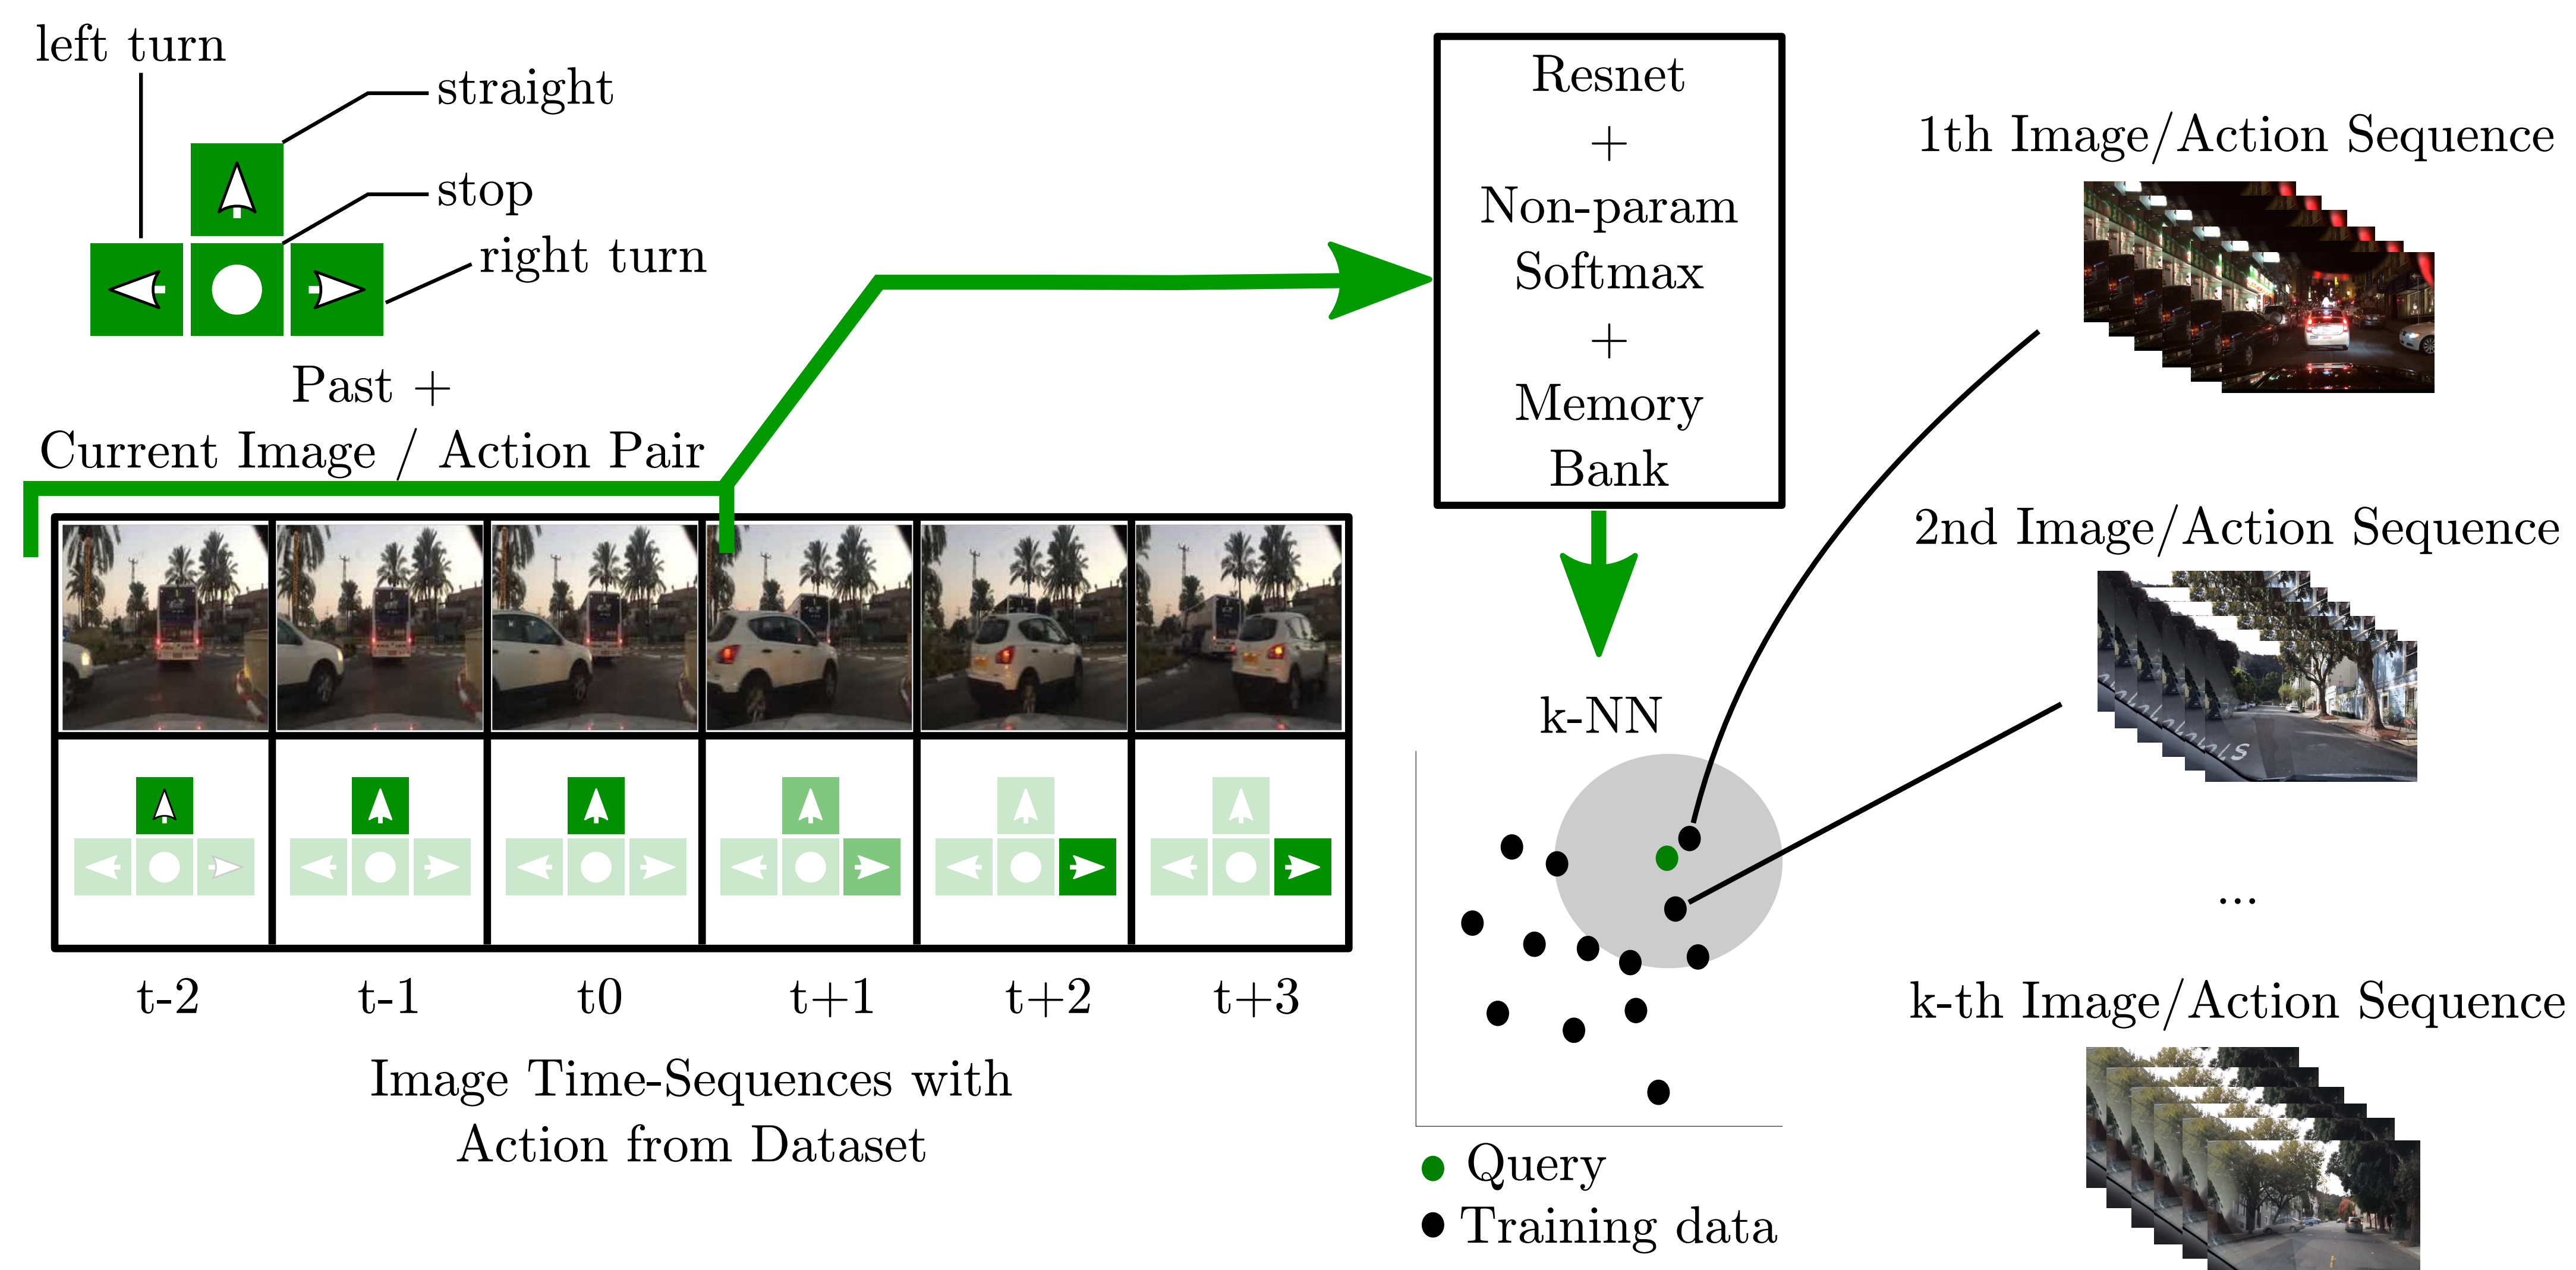 left turn
straight
stop
right turn
Past +
Current Image / Action Pair
t-2
t-1
t0
t+1
t+2
t+3
Image Time-Sequences with
Action from Dataset
Resnet
+
Non-param
Softmax
+
Memory
Bank
k-NN
Query
Training data
1th Image/Action Sequence
2nd Image/Action Sequence
...
k-th Image/Action Sequence